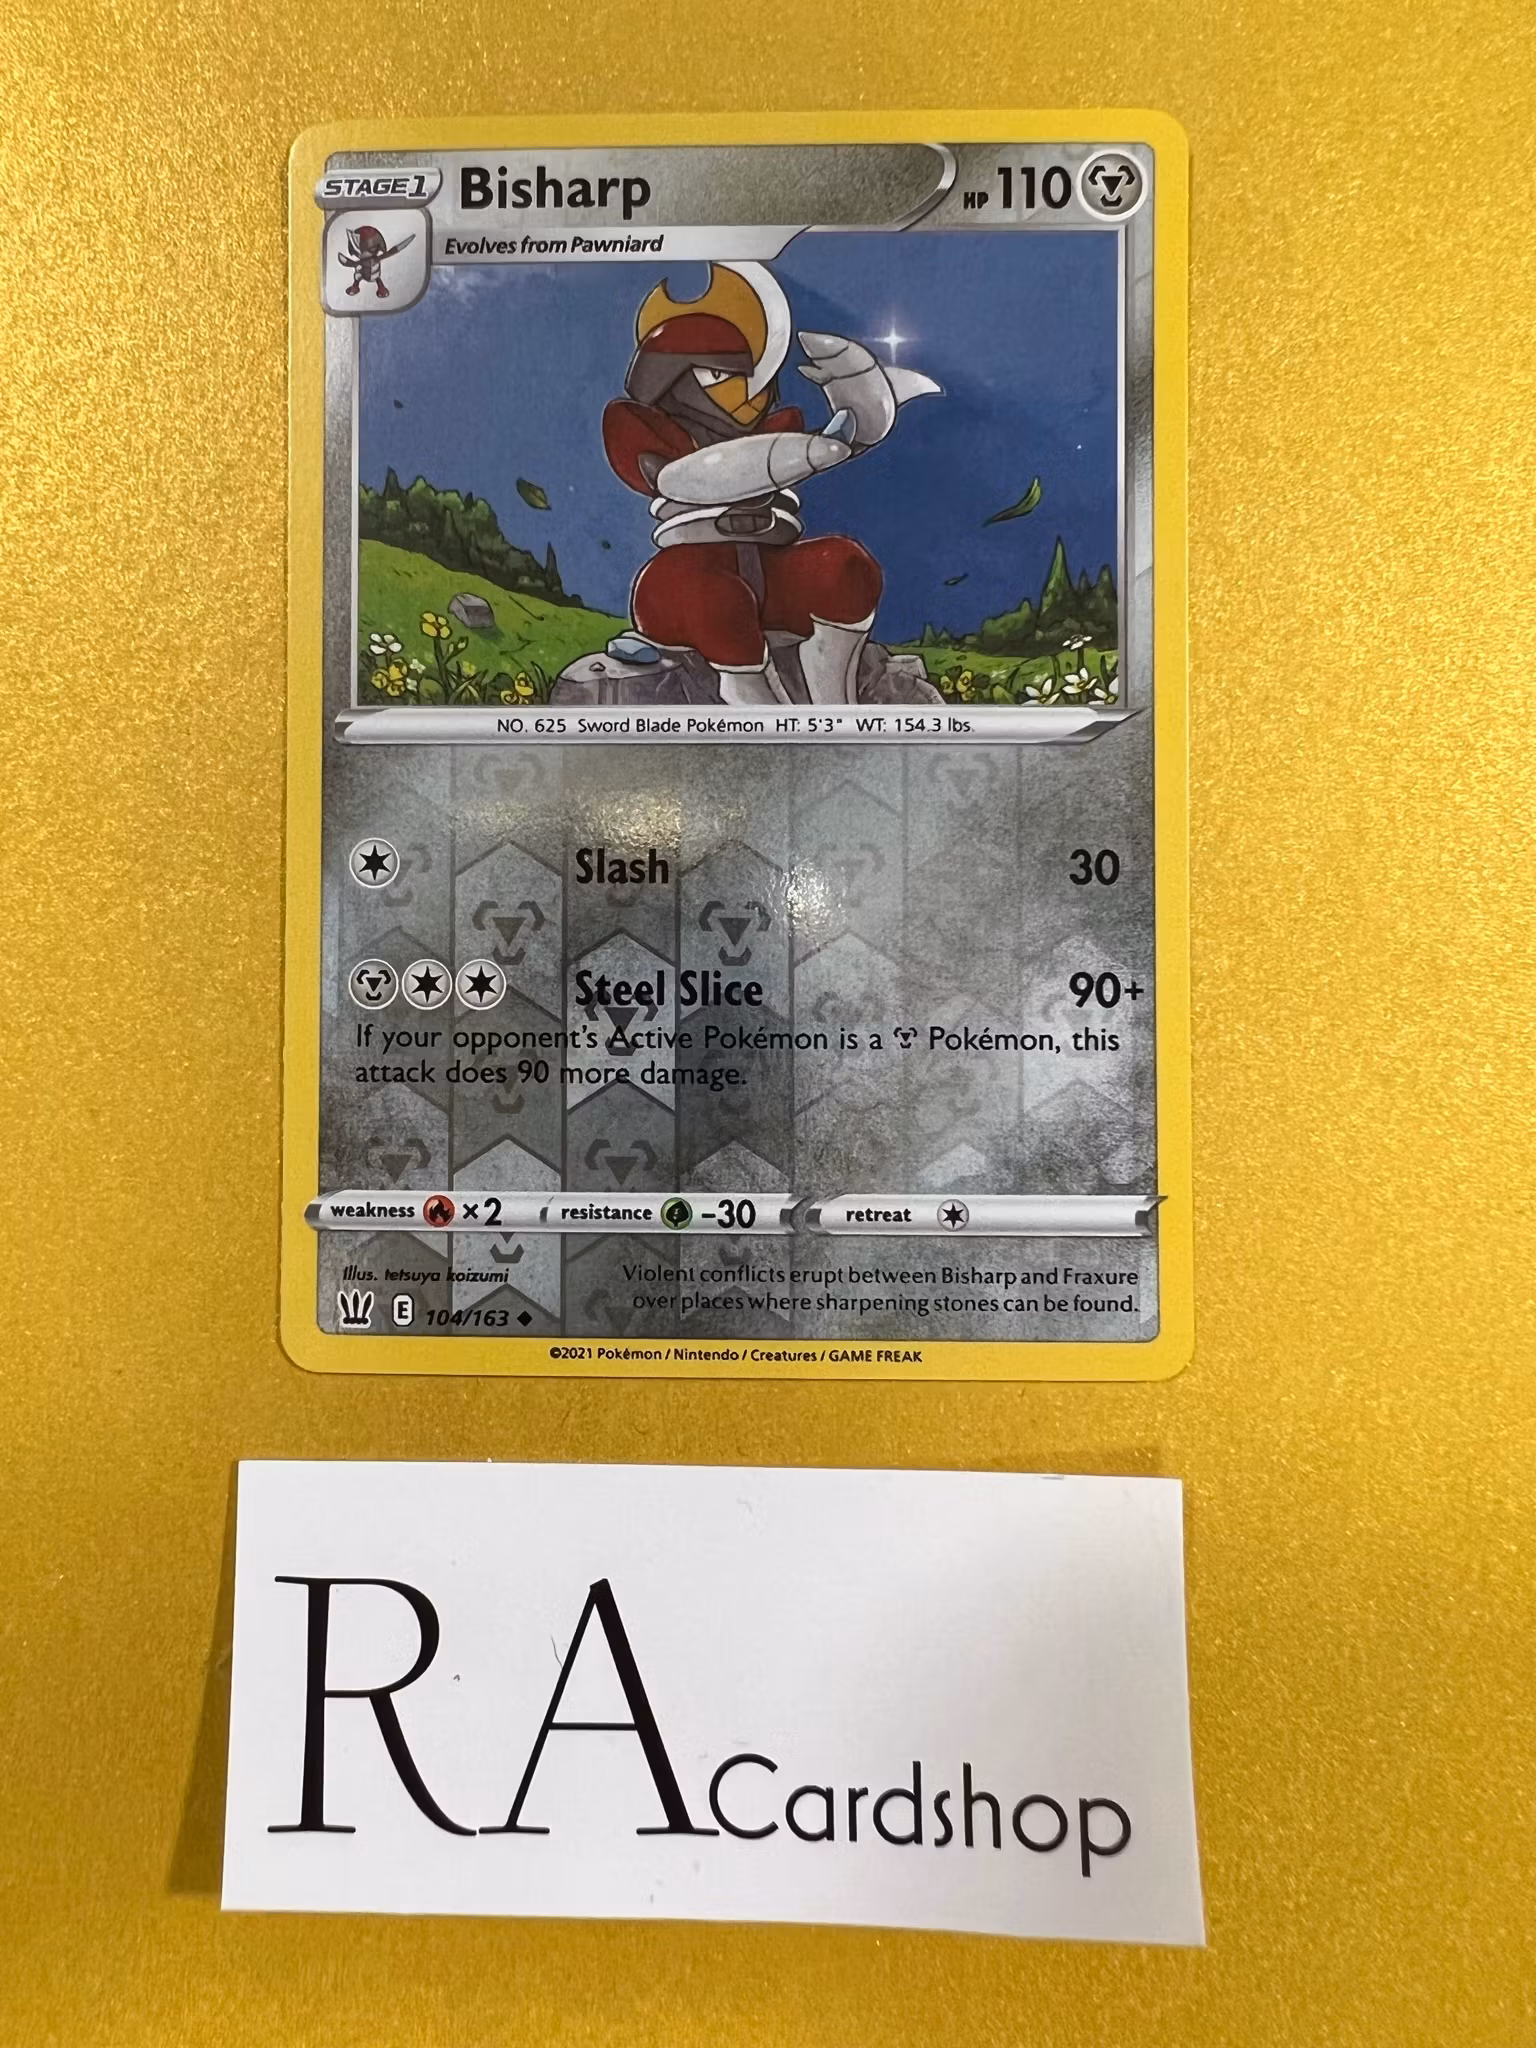 STAGE1 Bisharp HP 110
Evolves from Pawniard
NO. 625 Sword Blade Pokémon HT: 5'3" WT: 154.3 lbs.
Slash 30
Steel Slice 90+
If your opponent's Active Pokémon is a Pokémon, this
attack does 90 more damage.
weakness ×2 resistance -30 retreat
Illus. tetsuya koizumi
Violent conflicts erupt between Bisharp and Fraxure
over places where sharpening stones can be found.
E 104/163
©2021 Pokémon / Nintendo / Creatures / GAME FREAK
RA Cardshop